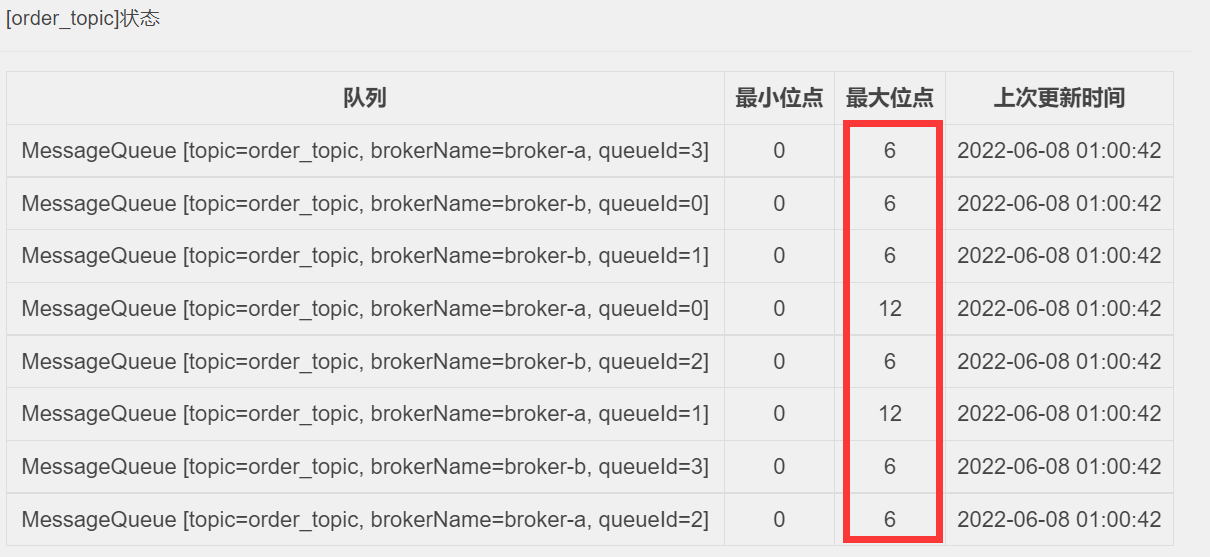 [order_topic]状态
队列 最小位点 最大位点 上次更新时间
MessageQueue [topic=order_topic, brokerName=broker-a, queueId=3] 0 6 2022-06-08 01:00:42
MessageQueue [topic=order_topic, brokerName=broker-b, queueId=0] 0 6 2022-06-08 01:00:42
MessageQueue [topic=order_topic, brokerName=broker-b, queueId=1] 0 6 2022-06-08 01:00:42
MessageQueue [topic=order_topic, brokerName=broker-a, queueId=0] 0 12 2022-06-08 01:00:42
MessageQueue [topic=order_topic, brokerName=broker-b, queueId=2] 0 6 2022-06-08 01:00:42
MessageQueue [topic=order_topic, brokerName=broker-a, queueId=1] 0 12 2022-06-08 01:00:42
MessageQueue [topic=order_topic, brokerName=broker-b, queueId=3] 0 6 2022-06-08 01:00:42
MessageQueue [topic=order_topic, brokerName=broker-a, queueId=2] 0 6 2022-06-08 01:00:42